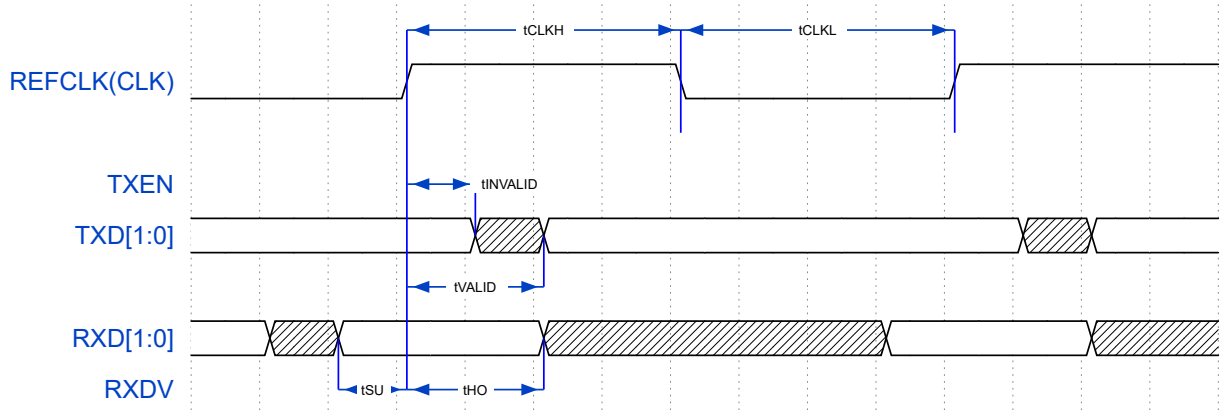 tCLKH tCLKL
REFCLK(CLK)
TXEN tINVALID
TXD[1:0]
tVALID
RXD[1:0]
RXDV tSU tHO